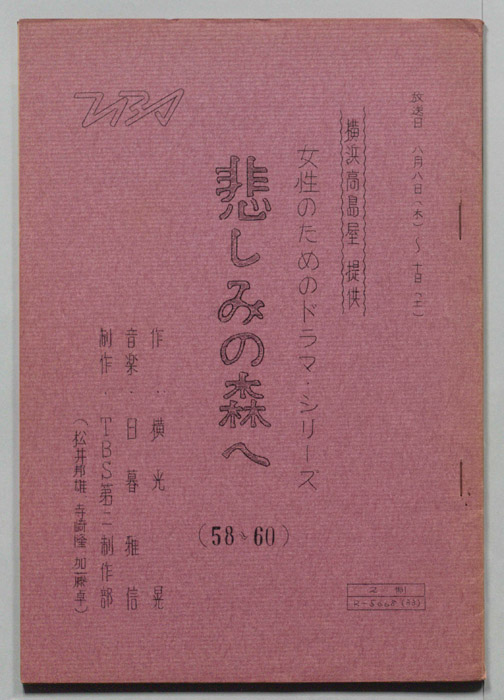 放送日 八月八日(木)～十日(土)
横浜高島屋 提供
女性のためのドラマ・シリーズ
悲しみの森へ
(58～60)
作・横光 晃
音楽・日暮雅信
制作・TBS第二制作部
(松井邦雄 寺崎隆 加藤卓)
TBS